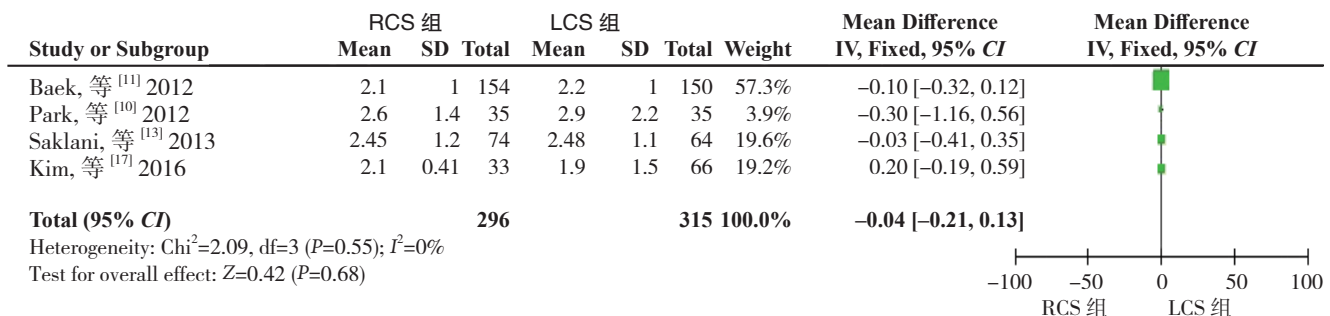 RCS 组 LCS 组 Mean Difference Mean Difference
Study or Subgroup Mean SD Total Mean SD Total Weight IV, Fixed, 95% CI IV, Fixed, 95% CI
Baek, 等 [11] 2012 2.1 1 154 2.2 1 150 57.3% −0.10 [−0.32, 0.12]
Park, 等 [10] 2012 2.6 1.4 35 2.9 2.2 35 3.9% −0.30 [−1.16, 0.56]
Saklani, 等 [13] 2013 2.45 1.2 74 2.48 1.1 64 19.6% −0.03 [−0.41, 0.35]
Kim, 等 [17] 2016 2.1 0.41 33 1.9 1.5 66 19.2% 0.20 [−0.19, 0.59]
Total (95% CI) 296 315 100.0% −0.04 [−0.21, 0.13]
Heterogeneity: Chi²=2.09, df=3 (P=0.55); I²=0%
Test for overall effect: Z=0.42 (P=0.68)
−100 −50 0 50 100
RCS 组 LCS 组